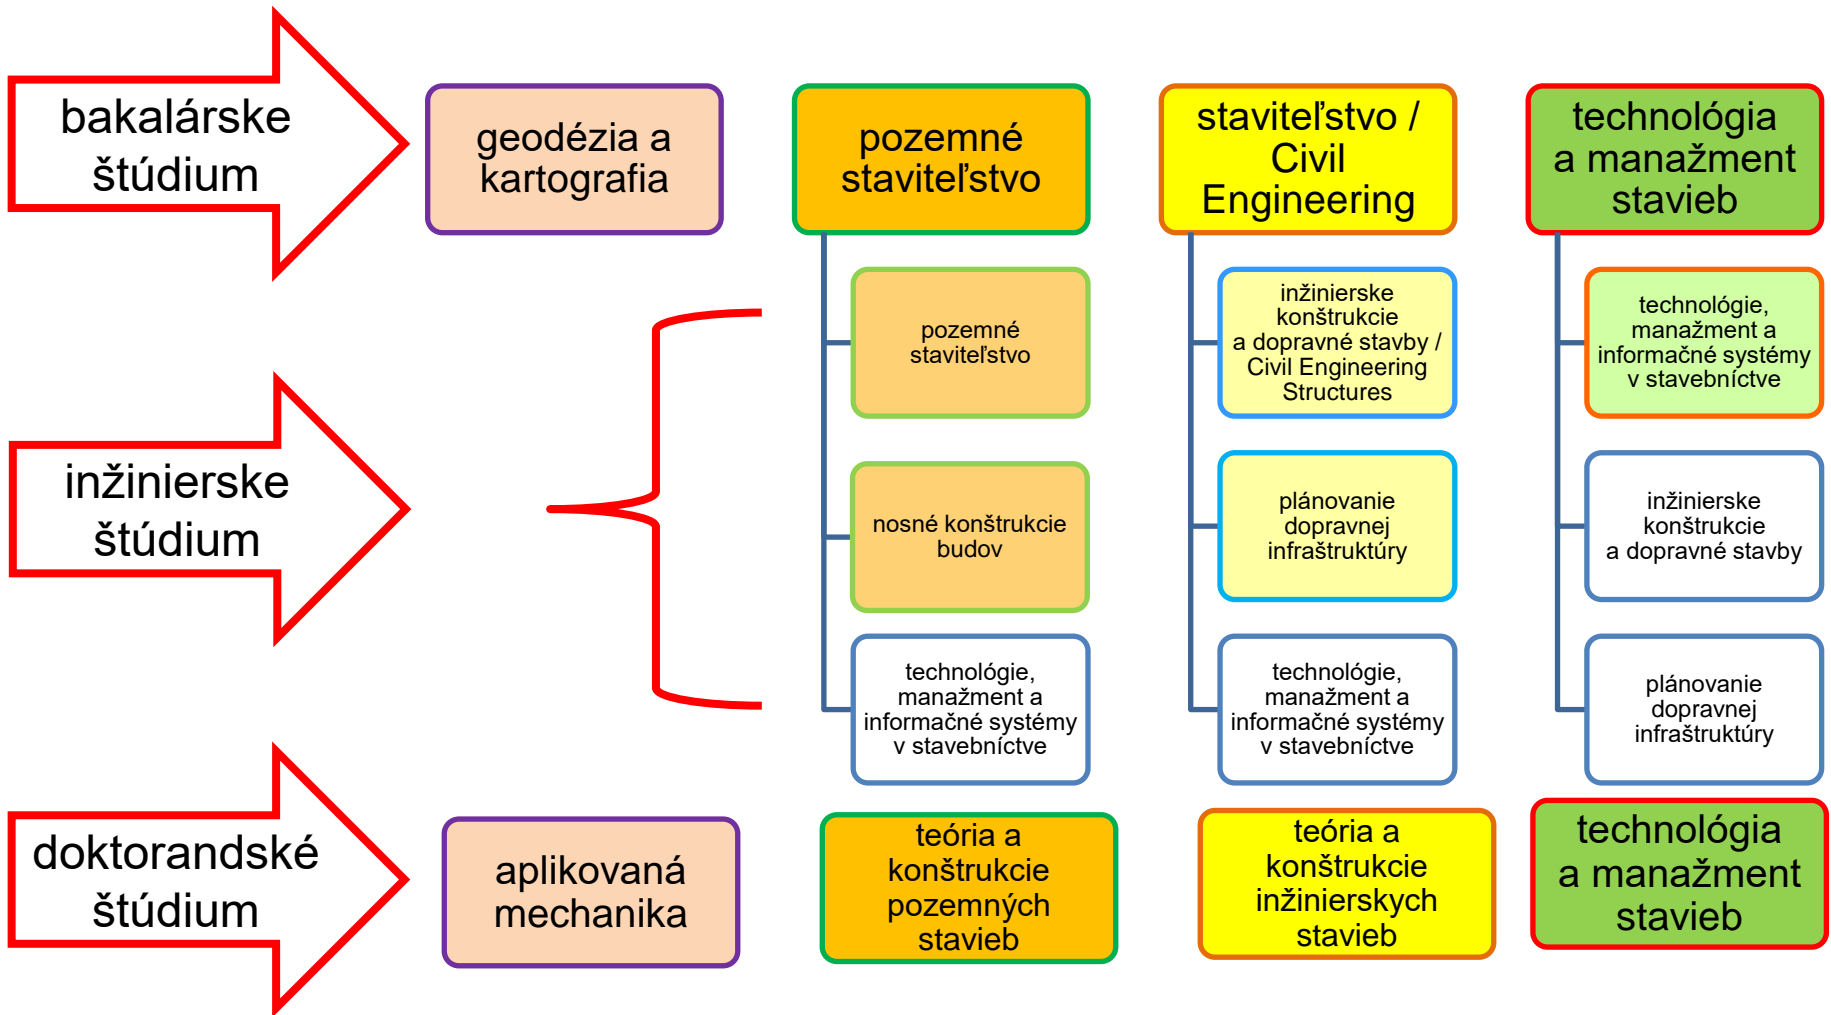 bakalárske
štúdium
geodézia a
kartografia
pozemné
staviteľstvo
staviteľstvo /
Civil
Engineering
technológia
a manažment
stavieb
inžinierske
štúdium
pozemné
staviteľstvo
nosné konštrukcie
budov
technológie,
manažment a
informačné systémy
v stavebníctve
inžinierske
konštrukcie
a dopravné stavby /
Civil Engineering
Structures
plánovanie
dopravnej
infraštruktúry
technológie,
manažment a
informačné systémy
v stavebníctve
technológie,
manažment a
informačné systémy
v stavebníctve
inžinierske
konštrukcie
a dopravné stavby
plánovanie
dopravnej
infraštruktúry
doktorandské
štúdium
aplikovaná
mechanika
teória a
konštrukcie
pozemných
stavieb
teória a
konštrukcie
inžinierskych
stavieb
technológia
a manažment
stavieb